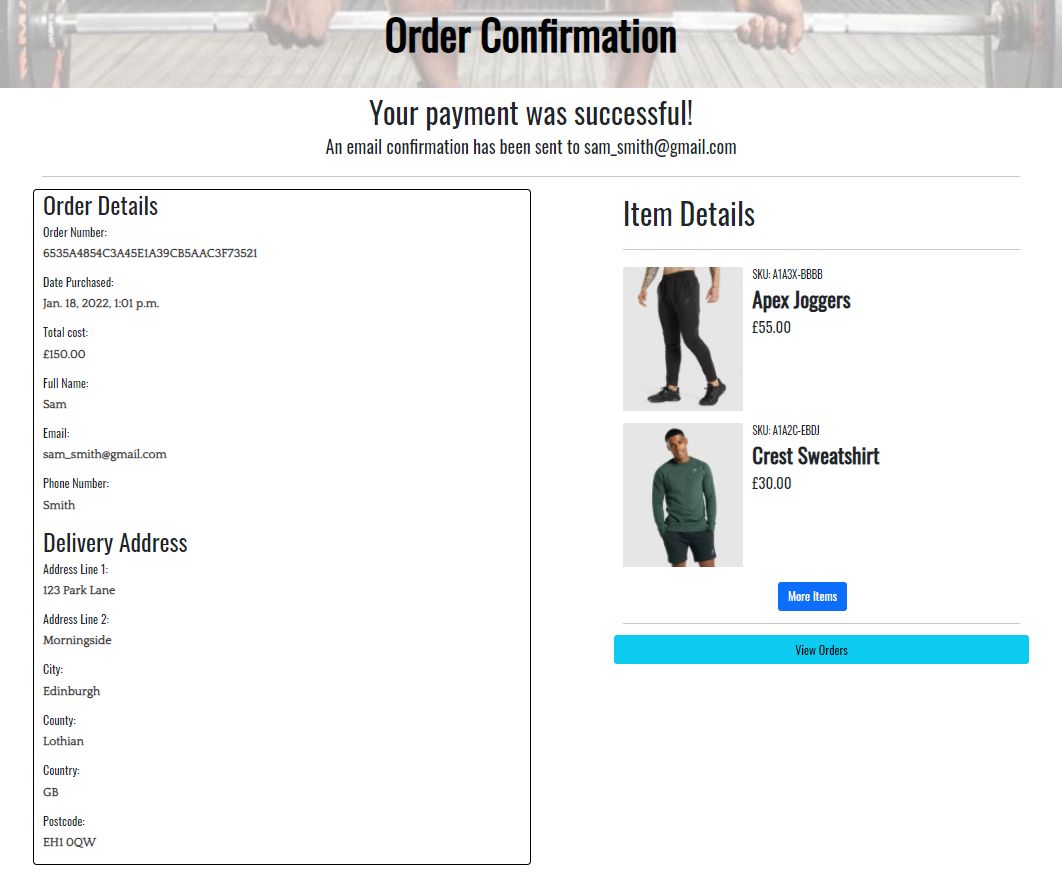 Order Confirmation
Your payment was successful!
An email confirmation has been sent to sam_smith@gmail.com
Order Details
Order Number:
6535A4854C3A45E1A39CB5AAC3F73521
Date Purchased:
Jan. 18, 2022, 1:01 p.m.
Total cost:
£150.00
Full Name:
Sam
Email:
sam_smith@gmail.com
Phone Number:
Smith
Delivery Address
Address Line 1:
123 Park Lane
Address Line 2:
Morningside
City:
Edinburgh
County:
Lothian
Country:
GB
Postcode:
EH1 0QW
Item Details
SKU: A1A3X-BBBB
Apex Joggers
£55.00
SKU: A1A2C-EBDJ
Crest Sweatshirt
£30.00
More Items
View Orders